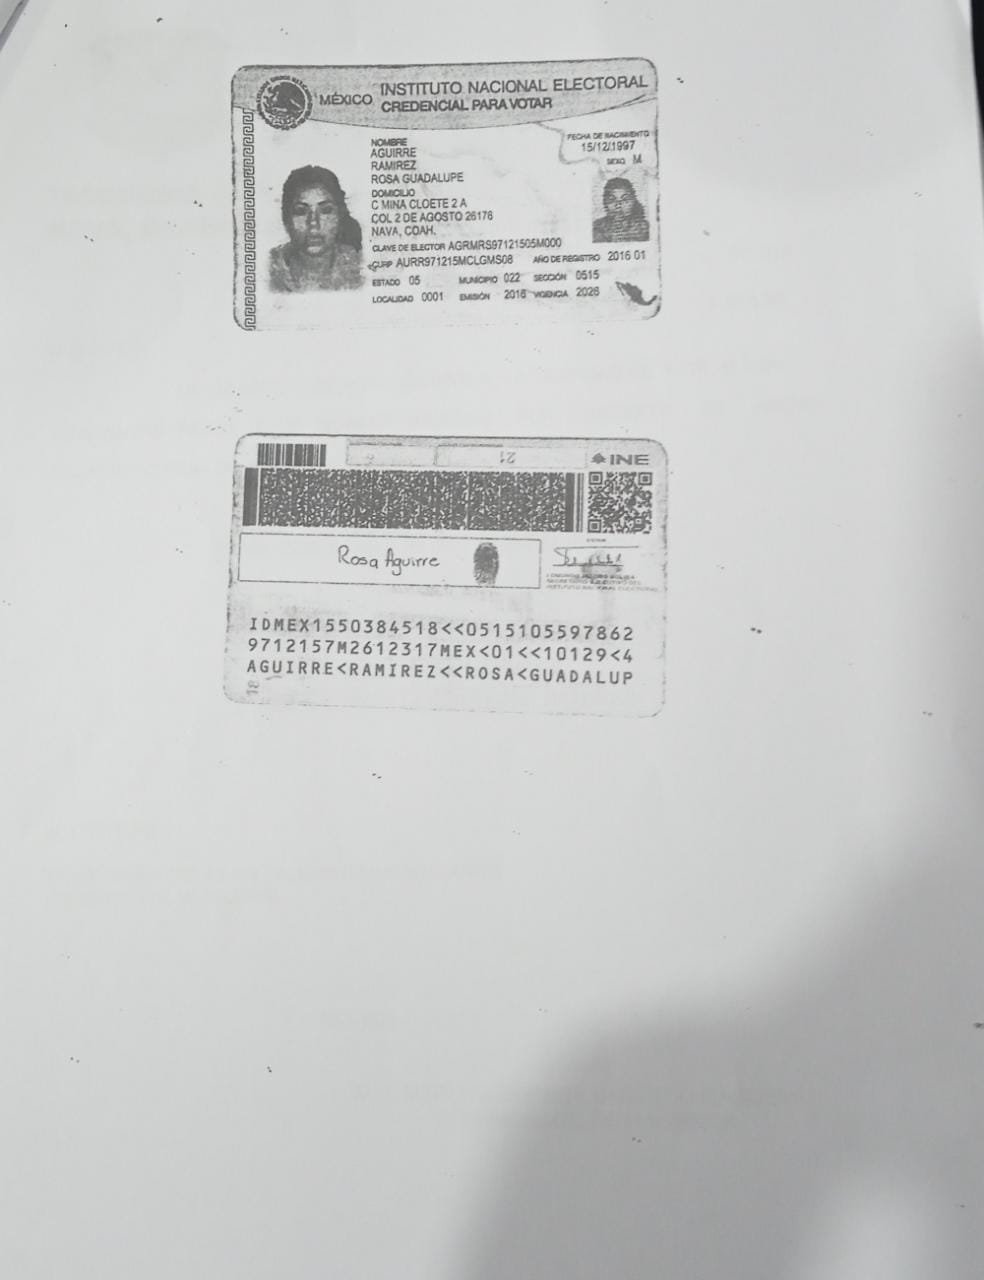 MÉXICO INSTITUTO NACIONAL ELECTORAL
CREDENCIAL PARA VOTAR
NOMBRE
AGUIRRE
RAMIREZ
ROSA GUADALUPE
FECHA DE NACIMIENTO
15/12/1997
SEXO M
DOMICILIO
C MINA CLOETE 2 A
COL 2 DE AGOSTO 26176
NAVA, COAH.
CLAVE DE ELECTOR AGRMRS97121505M000
CURP AURR971215MCLGMS08 AÑO DE REGISTRO 2016 01
ESTADO 05 MUNICIPIO 022 SECCIÓN 0515
LOCALIDAD 0001 EMISIÓN 2016 VIGENCIA 2026
21
INE
Rosa Aguirre
IDMEX1550384518<<0515105597862
9712157M2612317MEX<01<<10129<4
AGUIRRE<RAMIREZ<<ROSA<GUADALUP